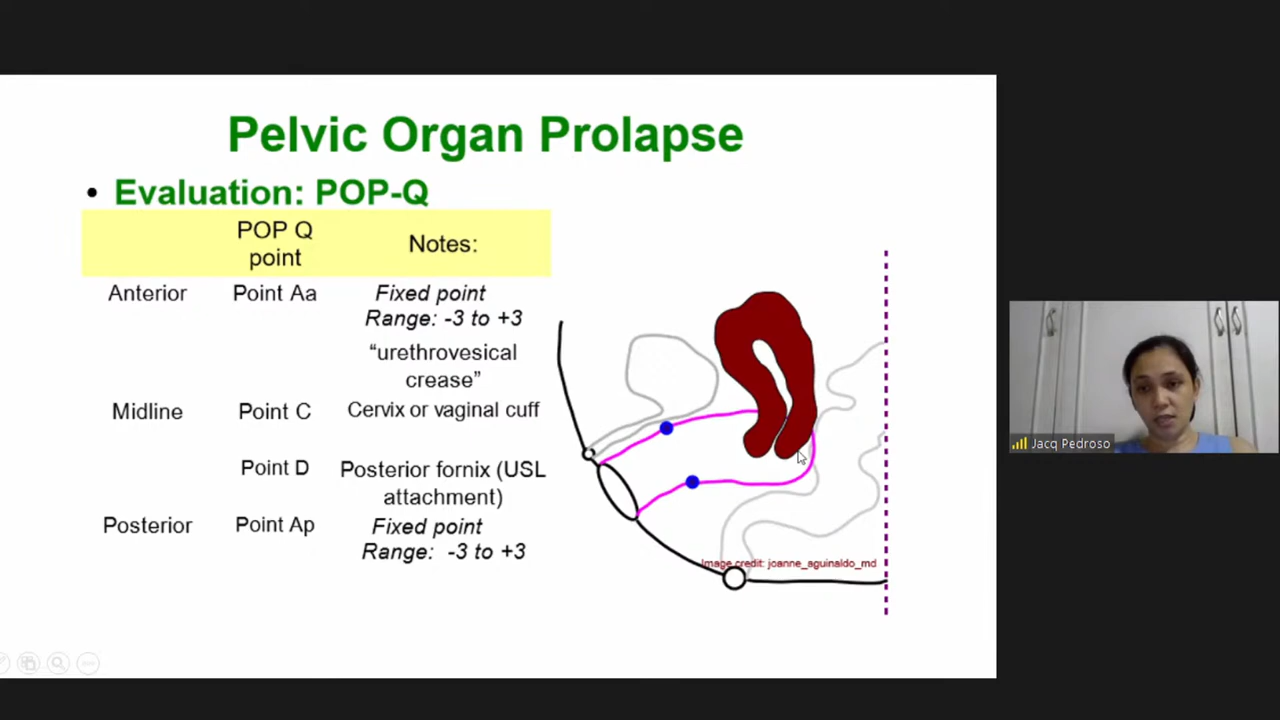 Pelvic Organ Prolapse
• Evaluation: POP-Q
POP Q
point
Notes:
Anterior
Point Aa
Fixed point
Range: -3 to +3
“urethrovesical
crease”
Midline
Point C
Cervix or vaginal cuff
Point D
Posterior fornix (USL
attachment)
Posterior
Point Ap
Fixed point
Range: -3 to +3
Image credit: joanne_aguinaldo_md
Jacq Pedroso